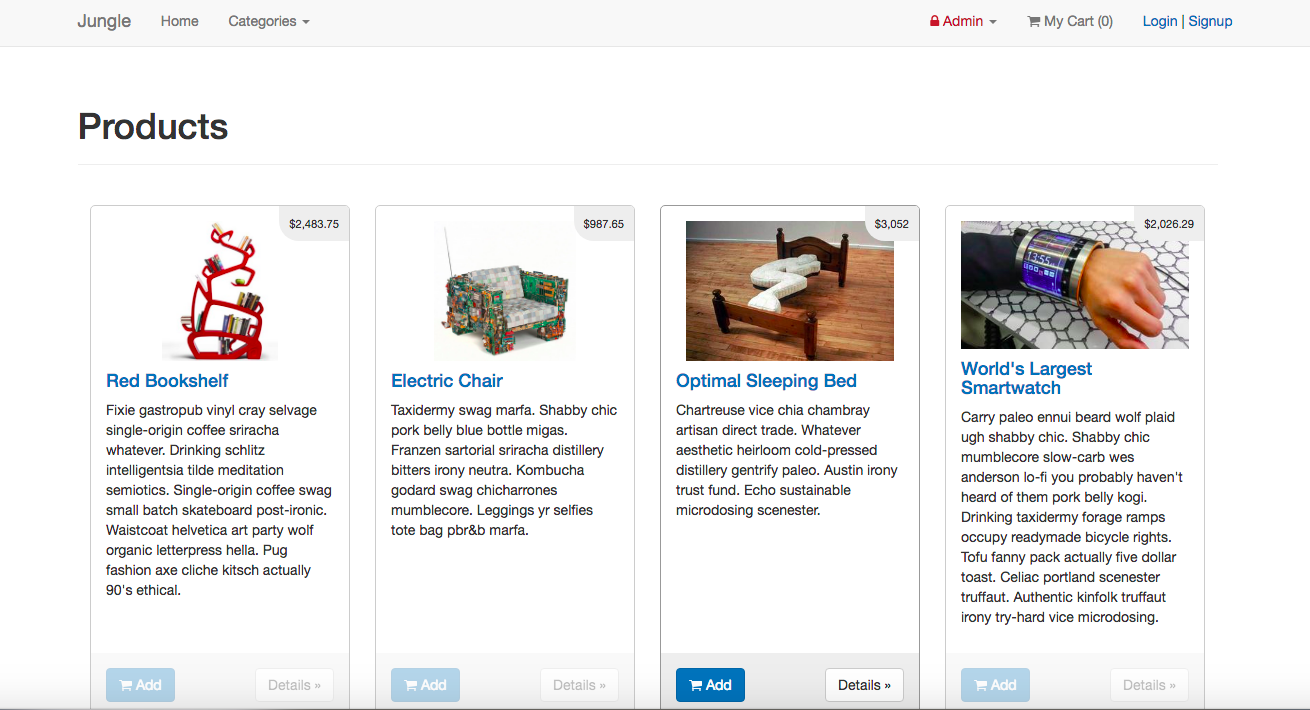 Jungle Home Categories Admin My Cart (0) Login | Signup
Products
$2,483.75
Red Bookshelf
Fixie gastropub vinyl cray selvage
single-origin coffee sriracha
whatever. Drinking schlitz
intelligentsia tilde meditation
semiotics. Single-origin coffee swag
small batch skateboard post-ironic.
Waistcoat helvetica art party wolf
organic letterpress hella. Pug
fashion axe cliche kitsch actually
90's ethical.
Add Details »
$987.65
Electric Chair
Taxidermy swag marfa. Shabby chic
pork belly blue bottle migas.
Franzen sartorial sriracha distillery
bitters irony neutra. Kombucha
godard swag chicharrones
mumblecore. Leggings yr selfies
tote bag pbr&b marfa.
Add Details »
$3,052
Optimal Sleeping Bed
Chartreuse vice chia chambray
artisan direct trade. Whatever
aesthetic heirloom cold-pressed
distillery gentrify paleo. Austin irony
trust fund. Echo sustainable
microdosing scenester.
Add Details »
$2,026.29
13:55
World's Largest
Smartwatch
Carry paleo ennui beard wolf plaid
ugh shabby chic. Shabby chic
mumblecore slow-carb wes
anderson lo-fi you probably haven't
heard of them pork belly kogi.
Drinking taxidermy forage ramps
occupy readymade bicycle rights.
Tofu fanny pack actually five dollar
toast. Celiac portland scenester
truffaut. Authentic kinfolk truffaut
irony try-hard vice microdosing.
Add Details »